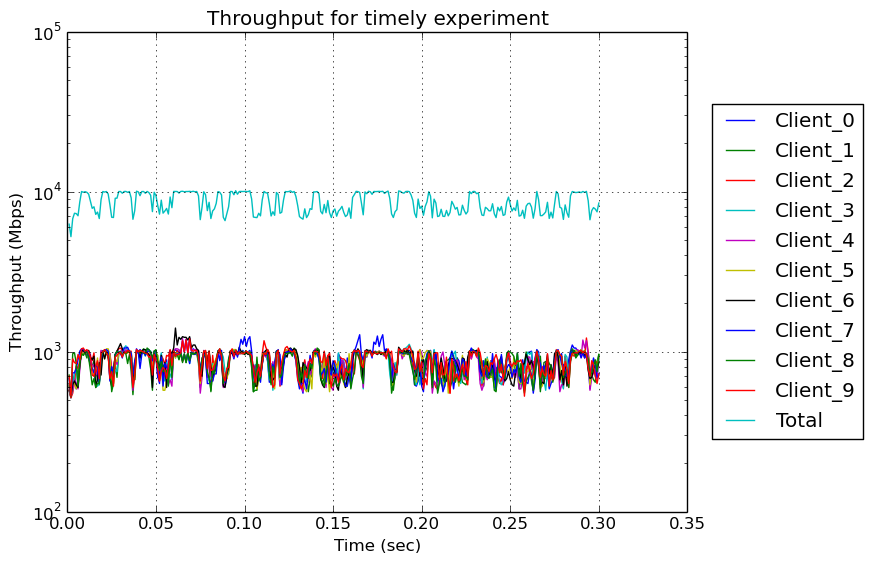 Throughput for timely experiment
Throughput (Mbps)
10^5
10^4
10^3
10^2
0.00 0.05 0.10 0.15 0.20 0.25 0.30 0.35
Time (sec)
Client_0
Client_1
Client_2
Client_3
Client_4
Client_5
Client_6
Client_7
Client_8
Client_9
Total